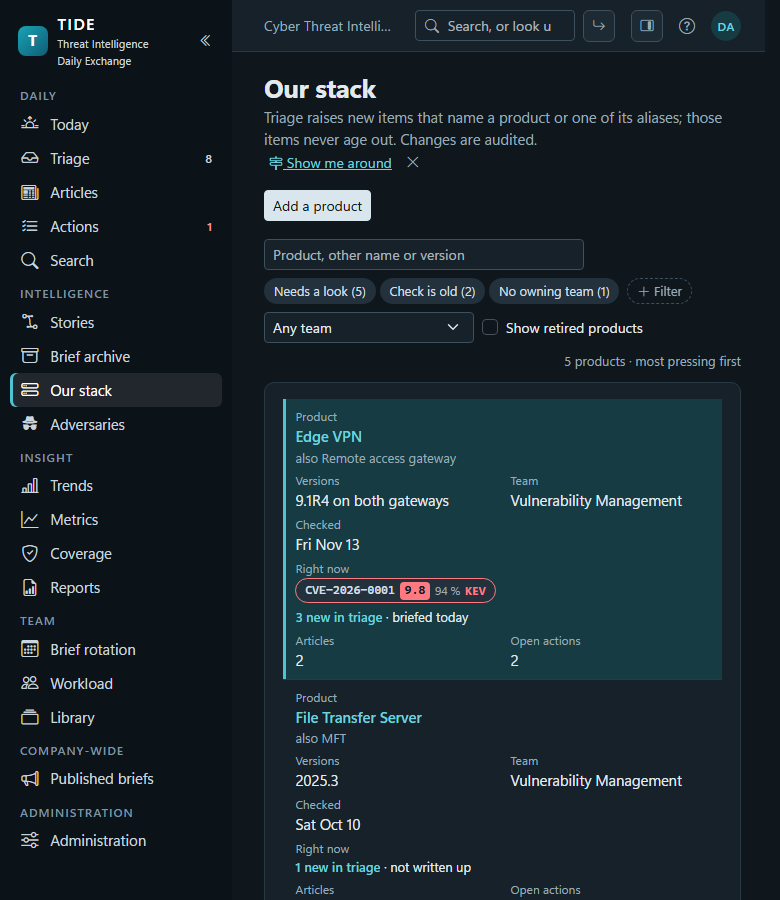 T
TIDE
Threat Intelligence
Daily Exchange
Cyber Threat Intelli...
Search, or look u
DA
DAILY
Today
Triage 8
Articles
Actions 1
Search
INTELLIGENCE
Stories
Brief archive
Our stack
Adversaries
INSIGHT
Trends
Metrics
Coverage
Reports
TEAM
Brief rotation
Workload
Library
COMPANY-WIDE
Published briefs
ADMINISTRATION
Administration
Our stack
Triage raises new items that name a product or one of its aliases; those
items never age out. Changes are audited.
Show me around
Add a product
Product, other name or version
Needs a look (5) Check is old (2) No owning team (1) + Filter
Any team Show retired products
5 products · most pressing first
Product
Edge VPN
also Remote access gateway
Versions Team
9.1R4 on both gateways Vulnerability Management
Checked
Fri Nov 13
Right now
CVE-2026-0001 9.8 94 % KEV
3 new in triage · briefed today
Articles Open actions
2 2
Product
File Transfer Server
also MFT
Versions Team
2025.3 Vulnerability Management
Checked
Sat Oct 10
Right now
1 new in triage · not written up
Articles Open actions